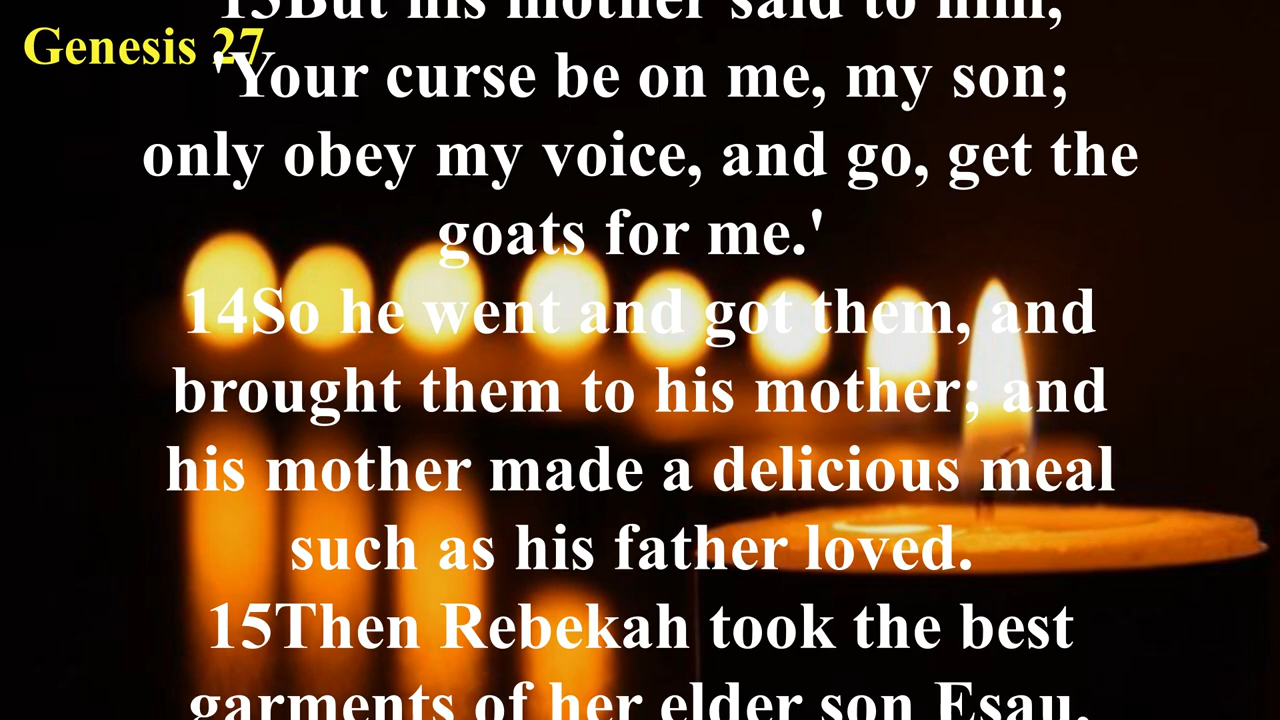 13But his mother said to him,
Genesis 27
'Your curse be on me, my son;
only obey my voice, and go, get the
goats for me.'
14So he went and got them, and
brought them to his mother; and
his mother made a delicious meal
such as his father loved.
15Then Rebekah took the best
garments of her elder son Esau,